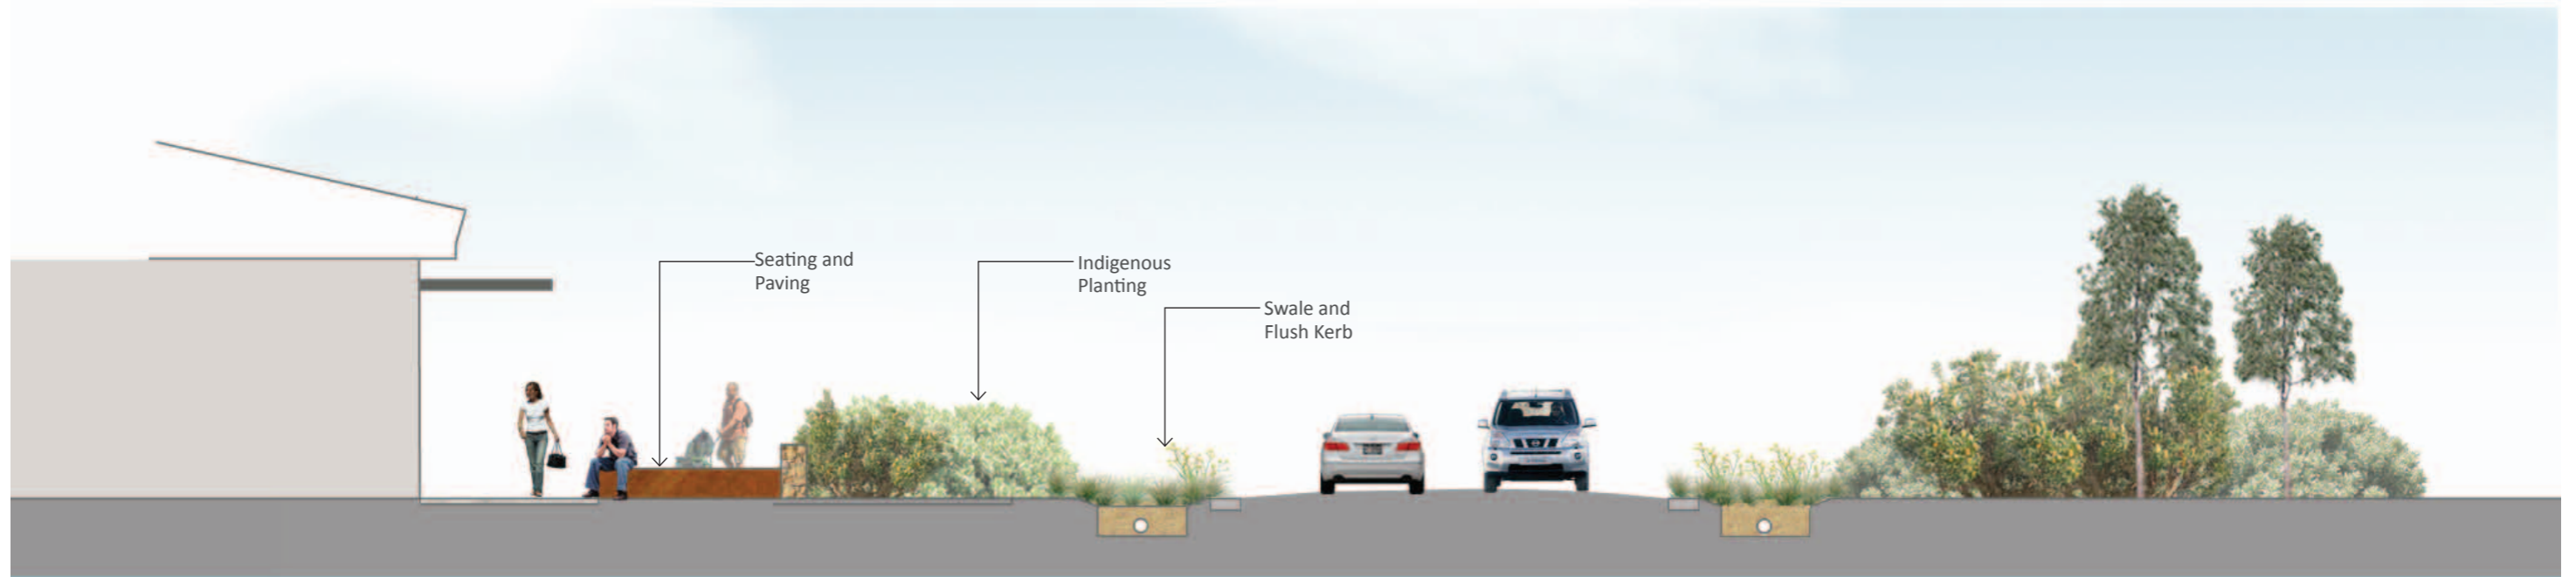 Seating and
Paving
Indigenous
Planting
Swale and
Flush Kerb